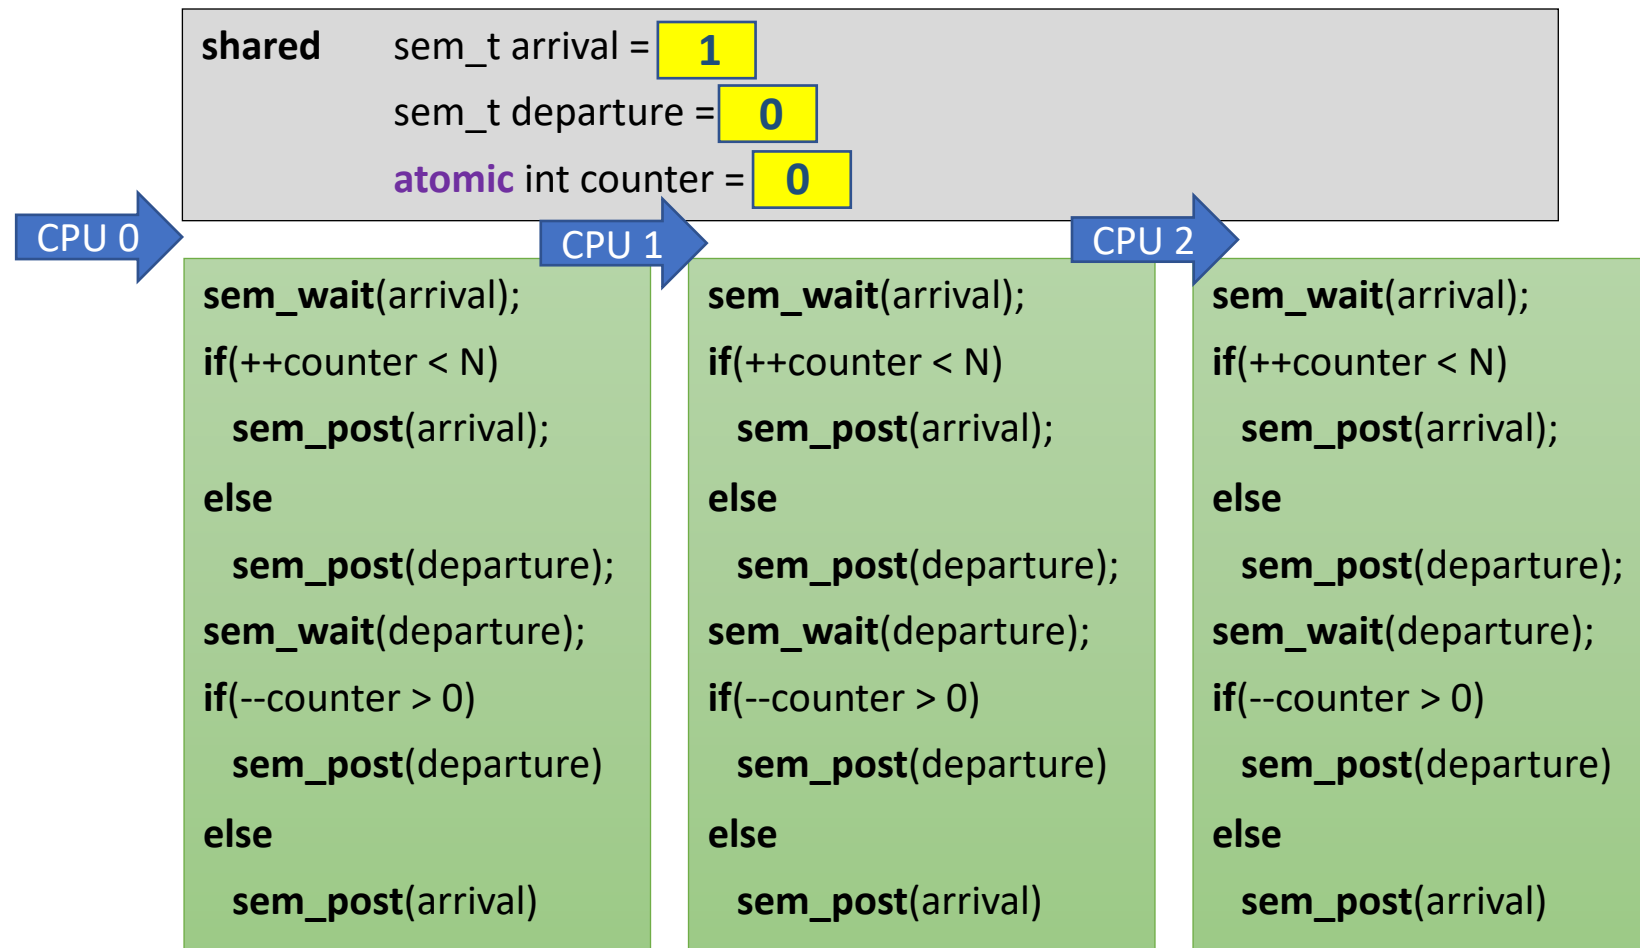 shared sem_t arrival = 1
sem_t departure = 0
atomic int counter = 0
CPU 0
CPU 1
CPU 2
sem_wait(arrival);
if(++counter < N)
sem_post(arrival);
else
sem_post(departure);
sem_wait(departure);
if(--counter > 0)
sem_post(departure)
else
sem_post(arrival)
sem_wait(arrival);
if(++counter < N)
sem_post(arrival);
else
sem_post(departure);
sem_wait(departure);
if(--counter > 0)
sem_post(departure)
else
sem_post(arrival)
sem_wait(arrival);
if(++counter < N)
sem_post(arrival);
else
sem_post(departure);
sem_wait(departure);
if(--counter > 0)
sem_post(departure)
else
sem_post(arrival)